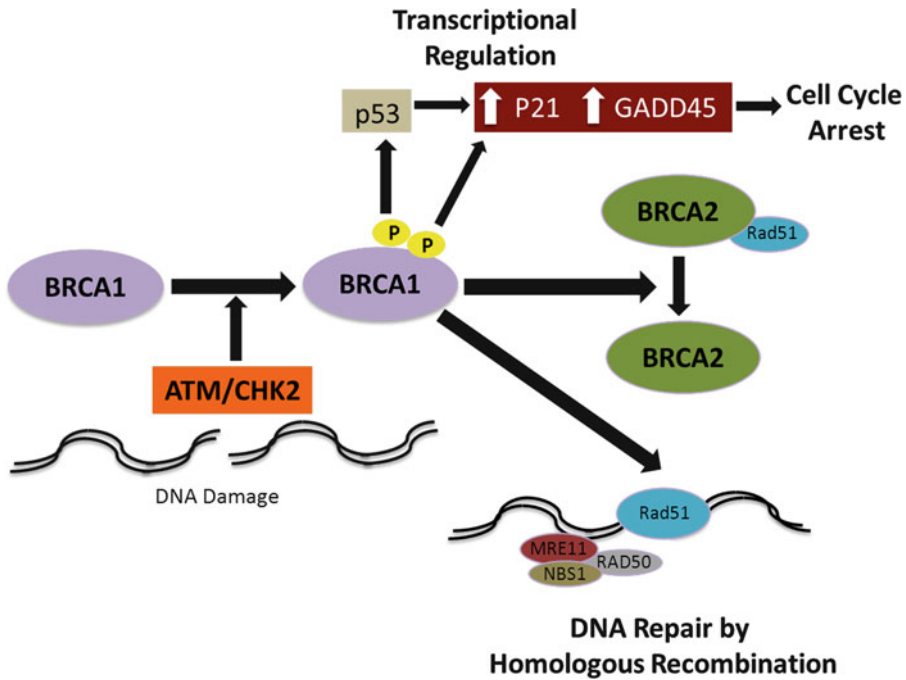 Transcriptional
Regulation
p53
P21 GADD45
Cell Cycle
Arrest
BRCA2
Rad51
P
P
BRCA1
BRCA1
BRCA2
ATM/CHK2
DNA Damage
Rad51
MRE11
RAD50
NBS1
DNA Repair by
Homologous Recombination